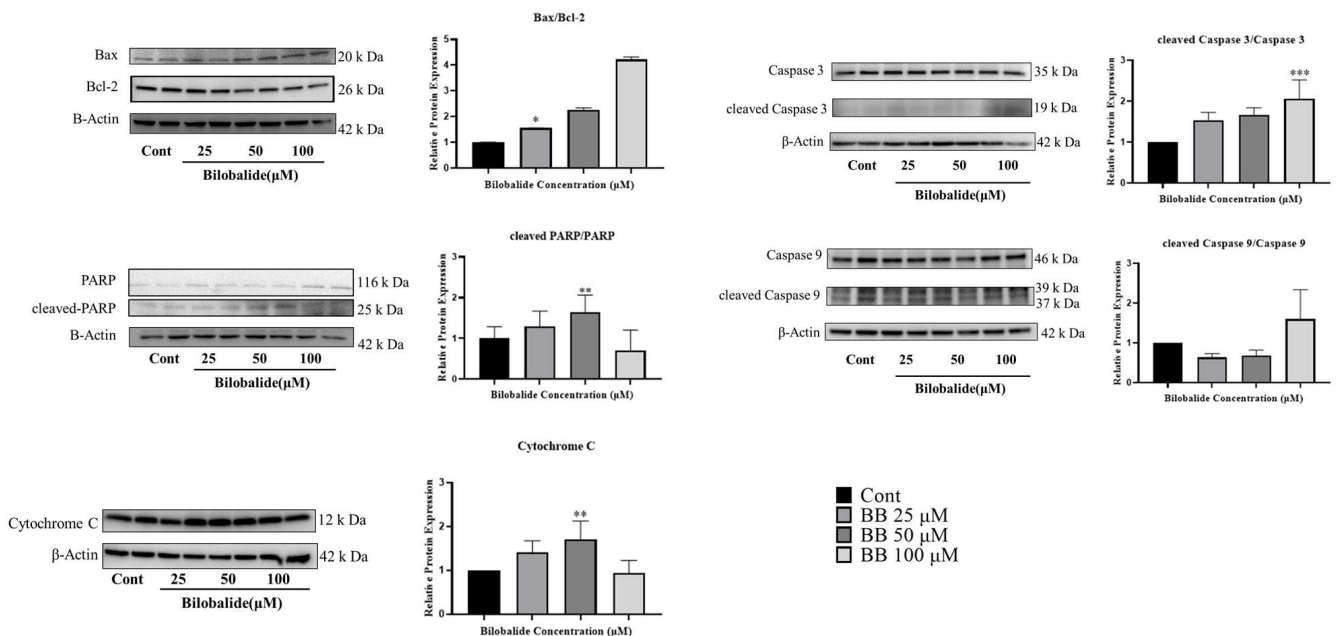 Bax/Bcl-2
Bax
20 k Da
Bcl-2
26 k Da
B-Actin
42 k Da
Cont 25 50 100
Bilobalide(μM)
Relative Protein Expression
5
4
3
2
1
0
*
Bilobalide Concentration (μM)
cleaved Caspase 3/Caspase 3
Caspase 3
35 k Da
cleaved Caspase 3
19 k Da
β-Actin
42 k Da
Cont 25 50 100
Bilobalide(μM)
Relative Protein Expression
3
2
1
0
***
Bilobalide Concentration (μM)
cleaved PARP/PARP
PARP
116 k Da
cleaved-PARP
25 k Da
B-Actin
42 k Da
Cont 25 50 100
Bilobalide(μM)
Relative Protein Expression
3
2
1
0
**
Bilobalide Concentration (μM)
cleaved Caspase 9/Caspase 9
Caspase 9
46 k Da
cleaved Caspase 9
39 k Da
37 k Da
β-Actin
42 k Da
Cont 25 50 100
Bilobalide(μM)
Relative Protein Expression
3
2
1
0
Bilobalide Concentration (μM)
Cytochrome C
Cytochrome C
12 k Da
β-Actin
42 k Da
Cont 25 50 100
Bilobalide(μM)
Relative Protein Expression
3
2
1
0
**
Bilobalide Concentration (μM)
Cont
BB 25 μM
BB 50 μM
BB 100 μM